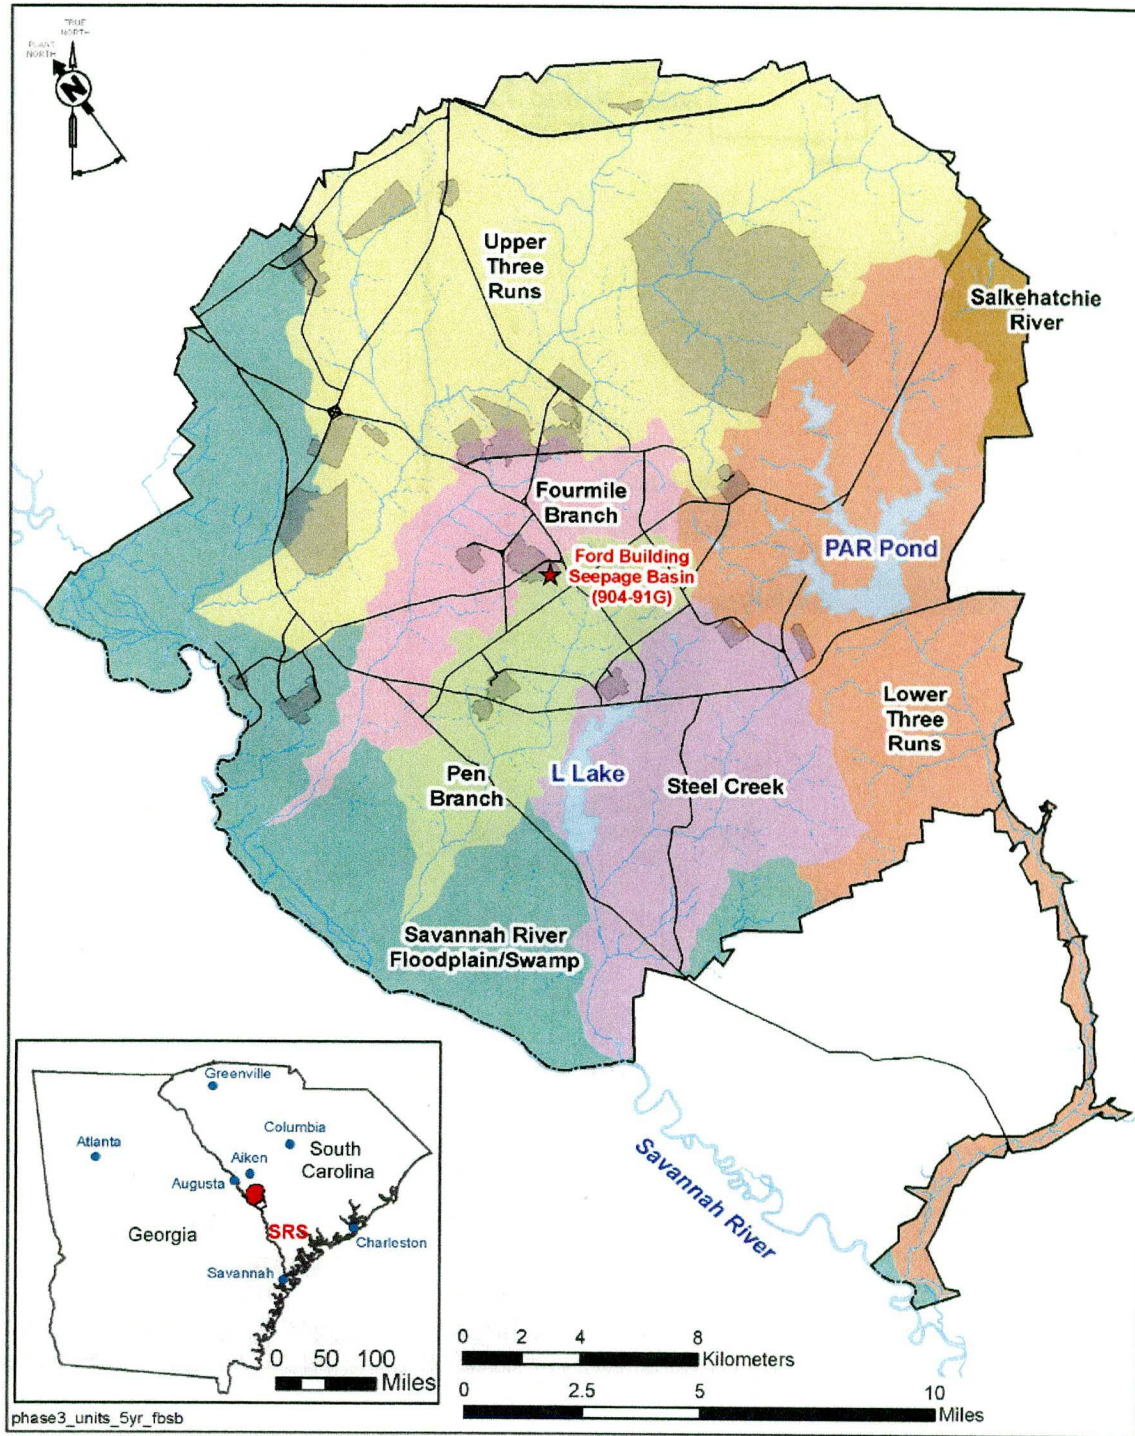 TRUE
NORTH
PLANT
NORTH
N
Upper
Three
Runs
Salkehatchie
River
Fourmile
Branch
PAR Pond
Ford Building
Seepage Basin
(904-91G)
Lower
Three
Runs
Pen
Branch
L Lake
Steel Creek
Savannah River
Floodplain/Swamp
Savannah River
Greenville
Columbia
Atlanta
Aiken
South
Carolina
Augusta
Georgia
SRS
Charleston
Savannah
0 50 100
Miles
0 2 4 8
Kilometers
0 2.5 5 10
Miles
phase3_units_5yr_fbsb